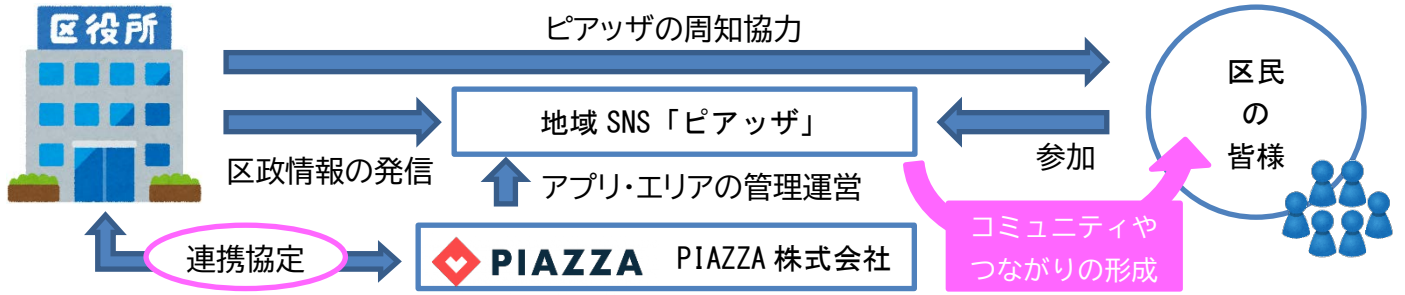 区役所
ピアッザの周知協力
区民
の
皆様
地域 SNS「ピアッザ」
区政情報の発信
参加
アプリ・エリアの管理運営
コミュニティや
つながりの形成
連携協定
PIAZZA PIAZZA 株式会社